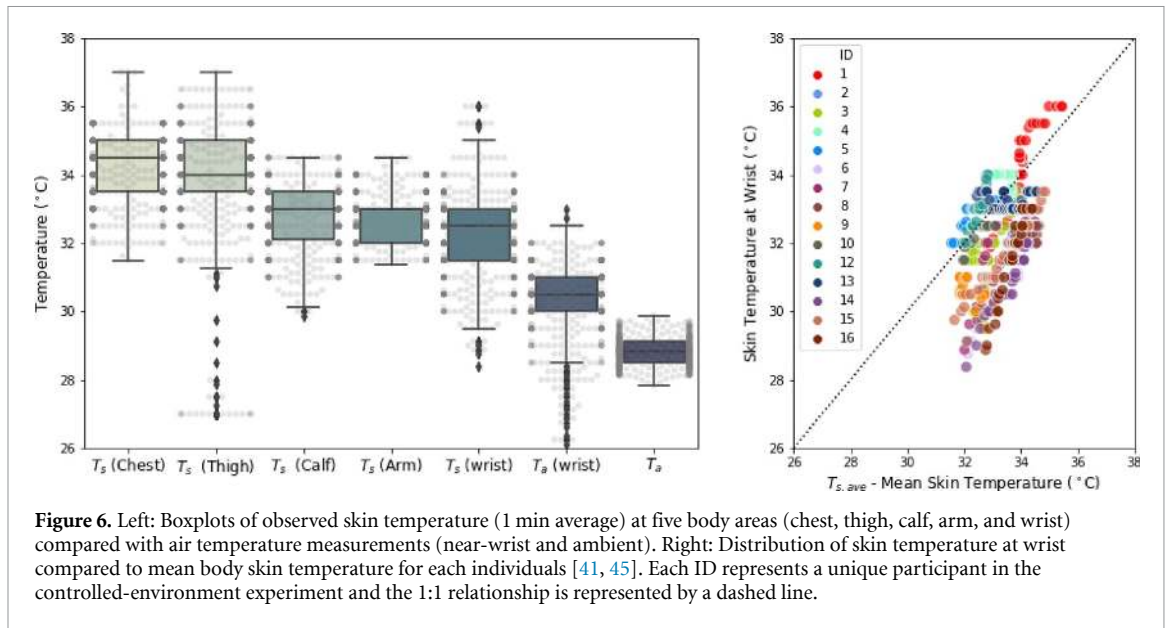 38
36
34
32
30
28
26
Temperature (°C)
T_s (Chest) T_s (Thigh) T_s (Calf) T_s (Arm) T_s (wrist) T_a (wrist) T_a
38
36
34
32
30
28
26
Skin Temperature at Wrist (°C)
ID
1
2
3
4
5
6
7
8
9
10
12
13
14
15
16
26 28 30 32 34 36 38
T_{s, ave} - Mean Skin Temperature (°C)
Figure 6. Left: Boxplots of observed skin temperature (1 min average) at five body areas (chest, thigh, calf, arm, and wrist)
compared with air temperature measurements (near-wrist and ambient). Right: Distribution of skin temperature at wrist
compared to mean body skin temperature for each individuals [41, 45]. Each ID represents a unique participant in the
controlled-environment experiment and the 1:1 relationship is represented by a dashed line.